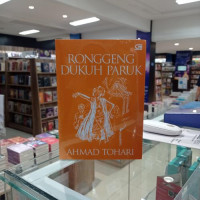 RONGGENG
DUKUH PARUK
AHMAD TOHARI